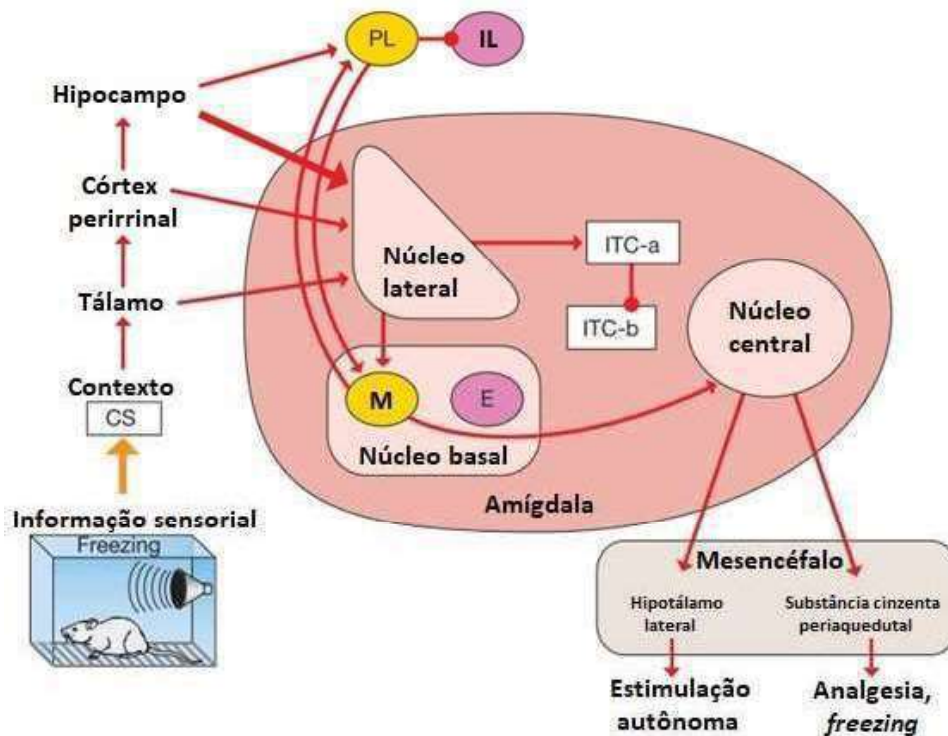 PL
IL
Hipocampo
Córtex
perirrinal
Núcleo
lateral
ITC-a
Tálamo
ITC-b
Núcleo
central
Contexto
CS
M
E
Núcleo basal
Amígdala
Informação sensorial
Freezing
Mesencéfalo
Hipotálamo
lateral
Substância cinzenta
periaquedutal
Estimulação
autônoma
Analgesia,
freezing